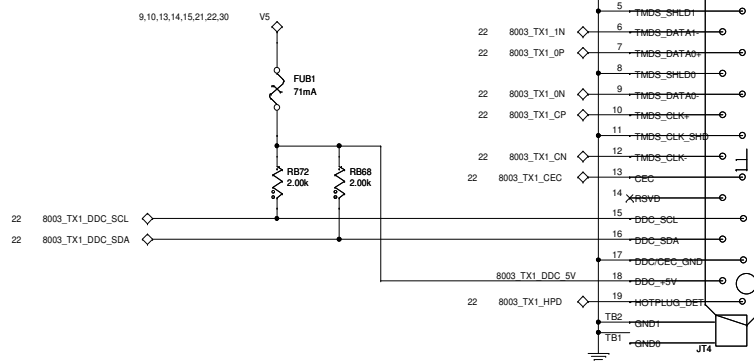 5 TMDS_SHLD1
9,10,13,14,15,21,22,30 V5
22 8003_TX1_1N 6 TMDS_DATA1-
22 8003_TX1_0P 7 TMDS_DATA0+
8 TMDS_SHLD0
FUB1
71mA
22 8003_TX1_0N 9 TMDS_DATA0-
22 8003_TX1_CP 10 TMDS_CLK+
11 TMDS_CLK_SHD
22 8003_TX1_CN 12 TMDS_CLK-
RB72
2.00k
RB68
2.00k
22 8003_TX1_CEC 13 CEC
14 RSVD
22 8003_TX1_DDC_SCL 15 DDC_SCL
22 8003_TX1_DDC_SDA 16 DDC_SDA
17 DDC/CEC_GND
8003_TX1_DDC_5V 18 DDC_+5V
22 8003_TX1_HPD 19 HOTPLUG_DET
TB2 GND1
TB1 GND0
JT4